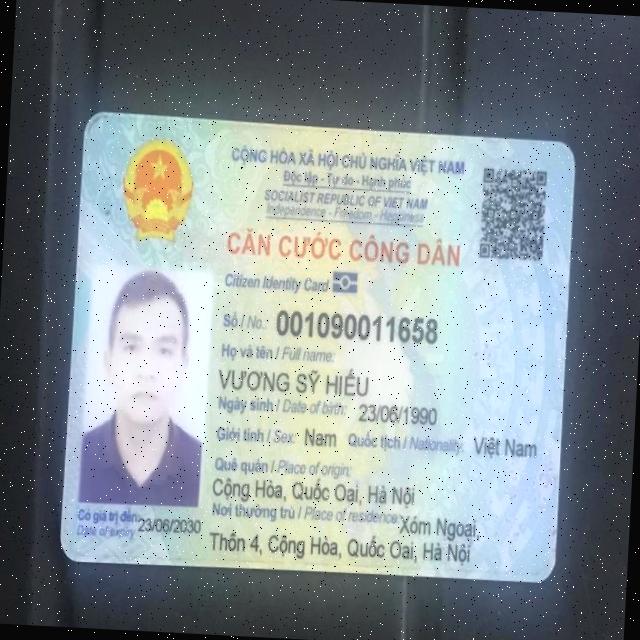 CỘNG HÒA XÃ HỘI CHỦ NGHĨA VIỆT NAM
Độc lập - Tự do - Hạnh phúc
SOCIALIST REPUBLIC OF VIET NAM
Independence - Freedom - Happiness
CĂN CƯỚC CÔNG DÂN
Citizen Identity Card
Số / No.: 001090011658
Họ và tên / Full name:
VƯƠNG SỸ HIẾU
Ngày sinh / Date of birth: 23/06/1990
Giới tính / Sex: Nam Quốc tịch / Nationality: Việt Nam
Quê quán / Place of origin:
Cộng Hòa, Quốc Oai, Hà Nội
Nơi thường trú / Place of residence: Xóm Ngoài,
Thôn 4, Cộng Hòa, Quốc Oai, Hà Nội
Có giá trị đến: 23/06/2030
Date of expiry